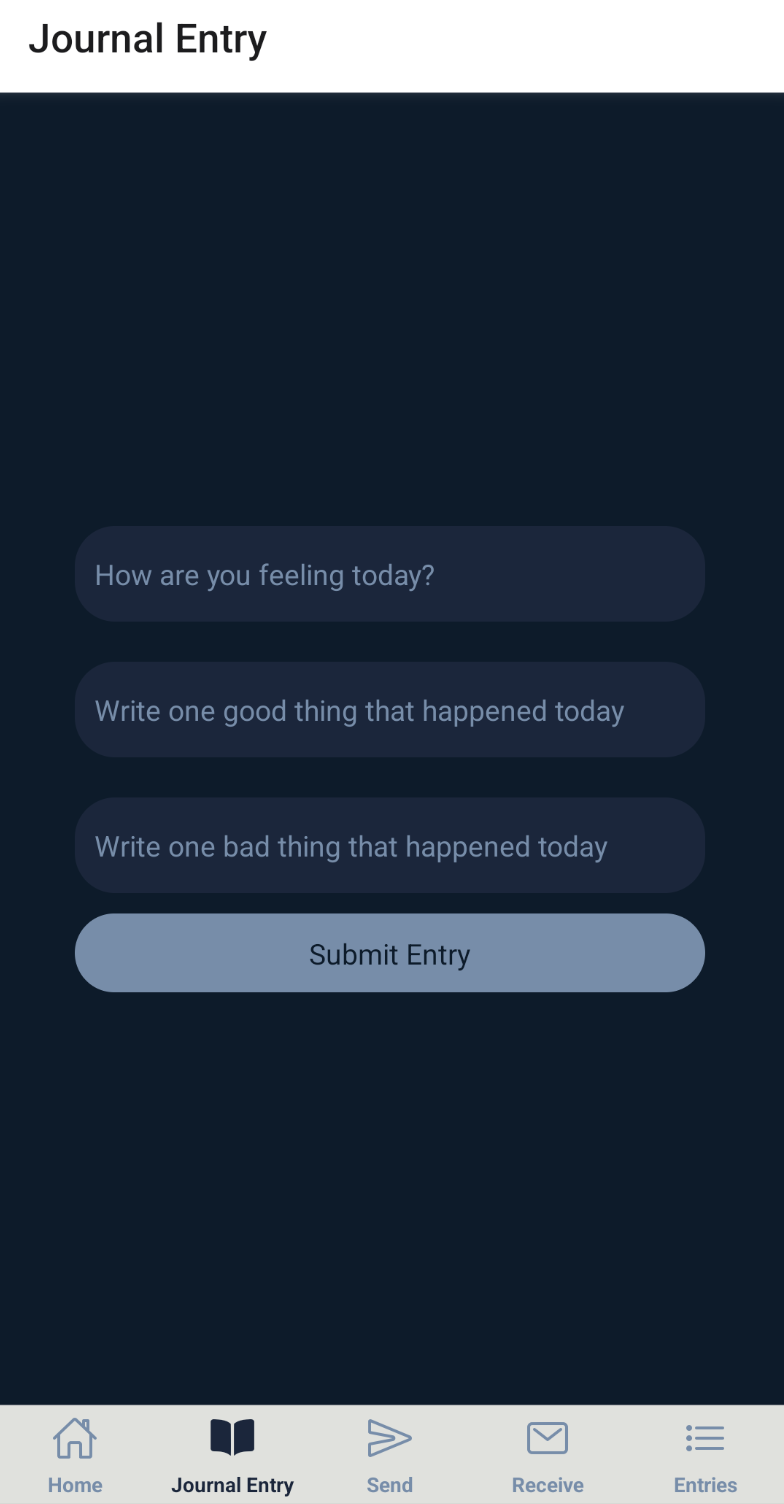 Journal Entry
How are you feeling today?
Write one good thing that happened today
Write one bad thing that happened today
Submit Entry
Home
Journal Entry
Send
Receive
Entries